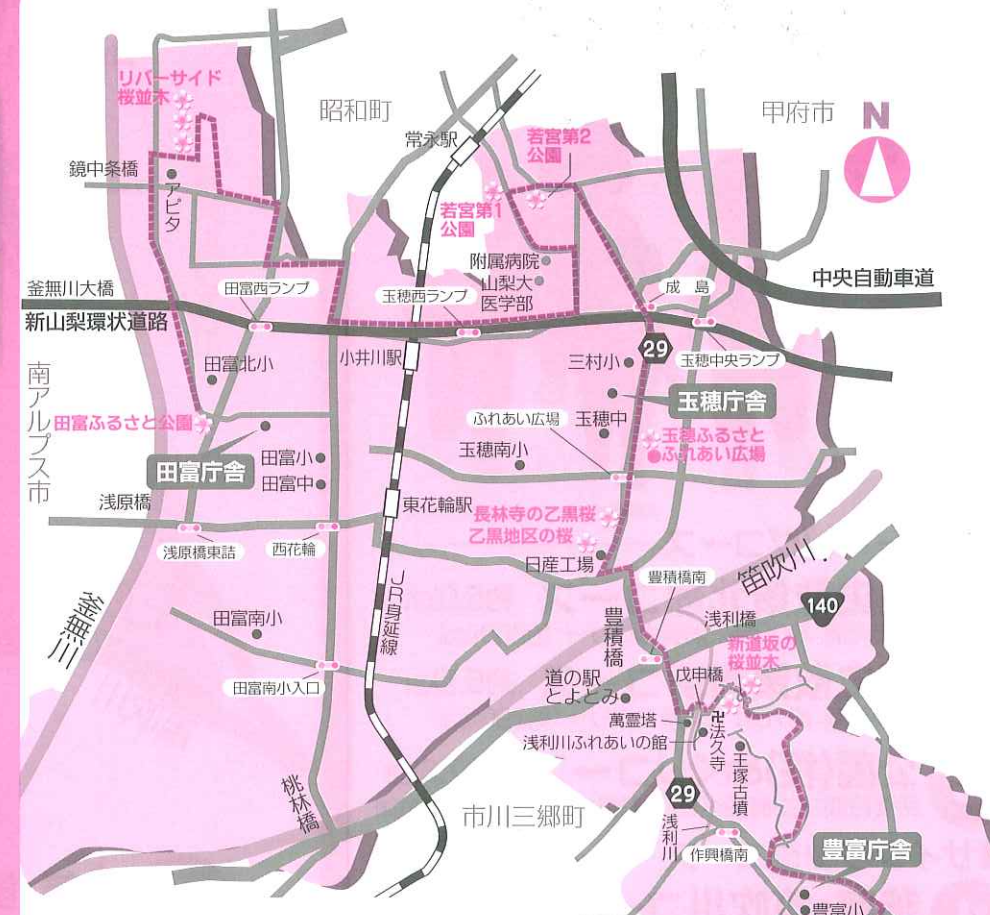 リバーサイド
桜並木
昭和町
甲府市
N
常永駅
若宮第2
公園
鏡中条橋
アピタ
若宮第1
公園
附属病院
山梨大
医学部
中央自動車道
釜無川大橋
新山梨環状道路
田富西ランプ
玉穂西ランプ
成島
29
玉穂中央ランプ
南アルプス市
田富北小
小井川駅
三村小
玉穂庁舎
田富ふるさと公園
ふれあい広場
玉穂中
玉穂ふるさと
ふれあい広場
田富庁舎
田富小
田富中
玉穂南小
浅原橋
東花輪駅
長林寺の乙黒桜
乙黒地区の桜
浅原橋東詰
西花輪
日産工場
豊積橋南
笛吹川
140
釜無川
JR身延線
田富南小
豊積橋
浅利橋
新道坂の
桜並木
田富南小入口
道の駅
とよとみ
戊申橋
萬霊塔
卍法久寺
浅利川ふれあいの館
王塚古墳
桃林橋
市川三郷町
29
浅利川
作興橋南
豊富庁舎
豊富小